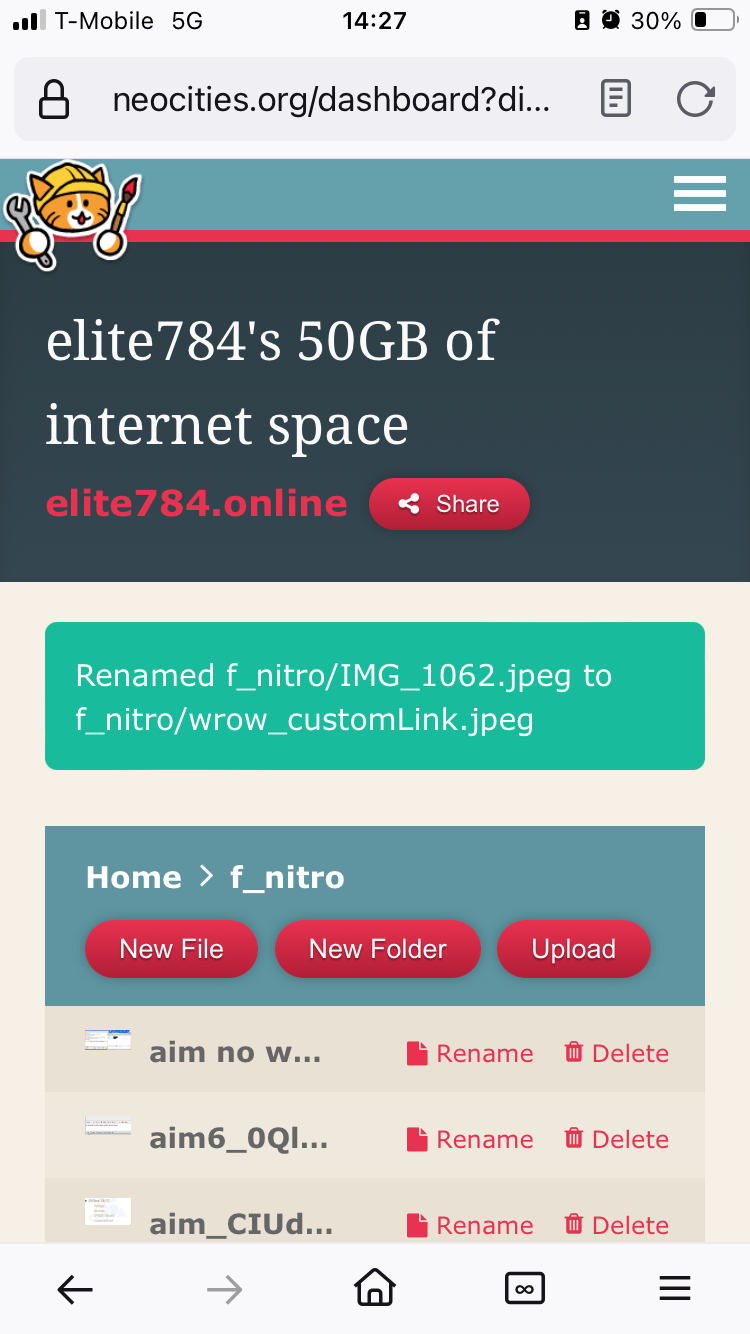 T-Mobile 5G 14:27 30%
neocities.org/dashboard?di...
elite784's 50GB of
internet space
elite784.online Share
Renamed f_nitro/IMG_1062.jpeg to
f_nitro/wrow_customLink.jpeg
Home > f_nitro
New File New Folder Upload
aim no w... Rename Delete
aim6_0Ql... Rename Delete
aim_CIUd... Rename Delete